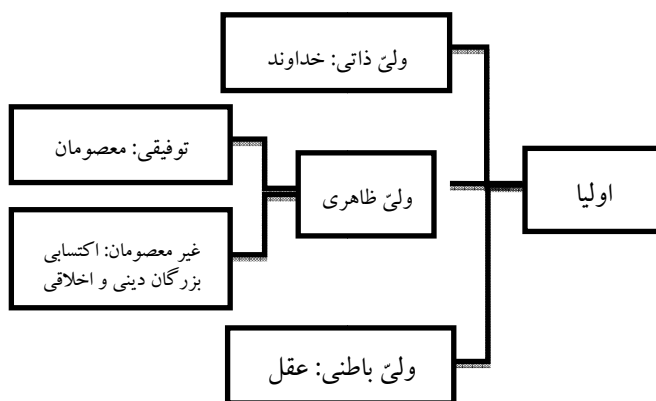 اولیا
ولیّ ذاتی: خداوند
ولیّ ظاهری
توفیقی: معصومان
غیر معصومان: اکتسابی
بزرگان دینی و اخلاقی
ولیّ باطنی: عقل